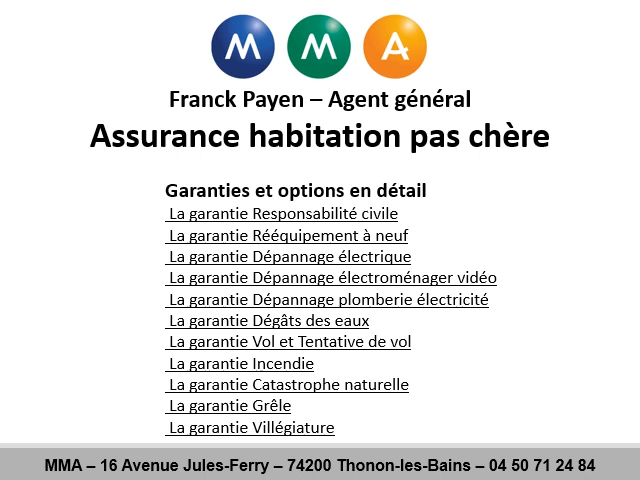 MMA
Franck Payen – Agent général
Assurance habitation pas chère
Garanties et options en détail
La garantie Responsabilité civile
La garantie Rééquipement à neuf
La garantie Dépannage électrique
La garantie Dépannage électroménager vidéo
La garantie Dépannage plomberie électricité
La garantie Dégâts des eaux
La garantie Vol et Tentative de vol
La garantie Incendie
La garantie Catastrophe naturelle
La garantie Grêle
La garantie Villégiature
MMA – 16 Avenue Jules-Ferry – 74200 Thonon-les-Bains – 04 50 71 24 84